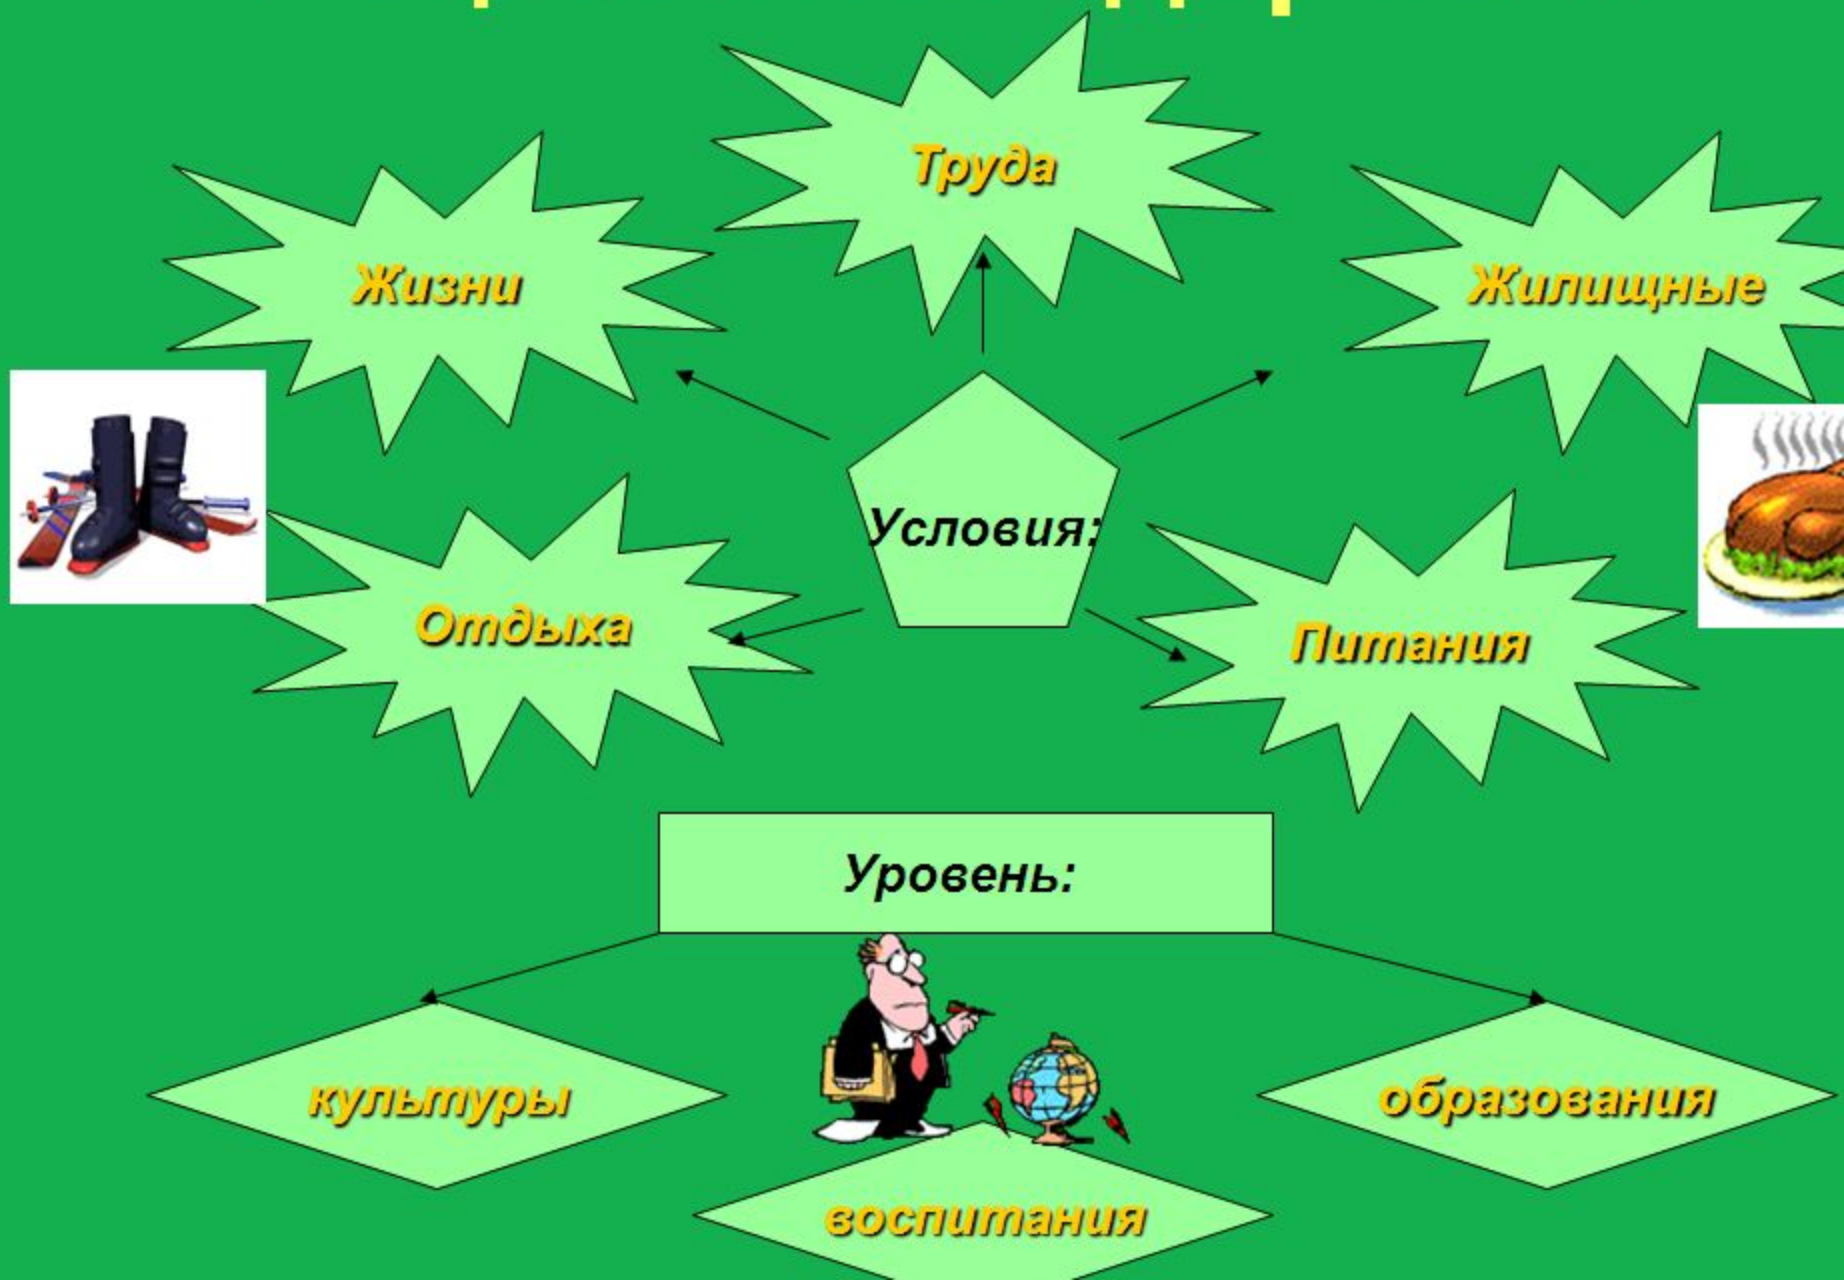 Труда
Жизни
Жилищные
Условия:
Отдыха
Питания
Уровень:
культуры
образования
воспитания